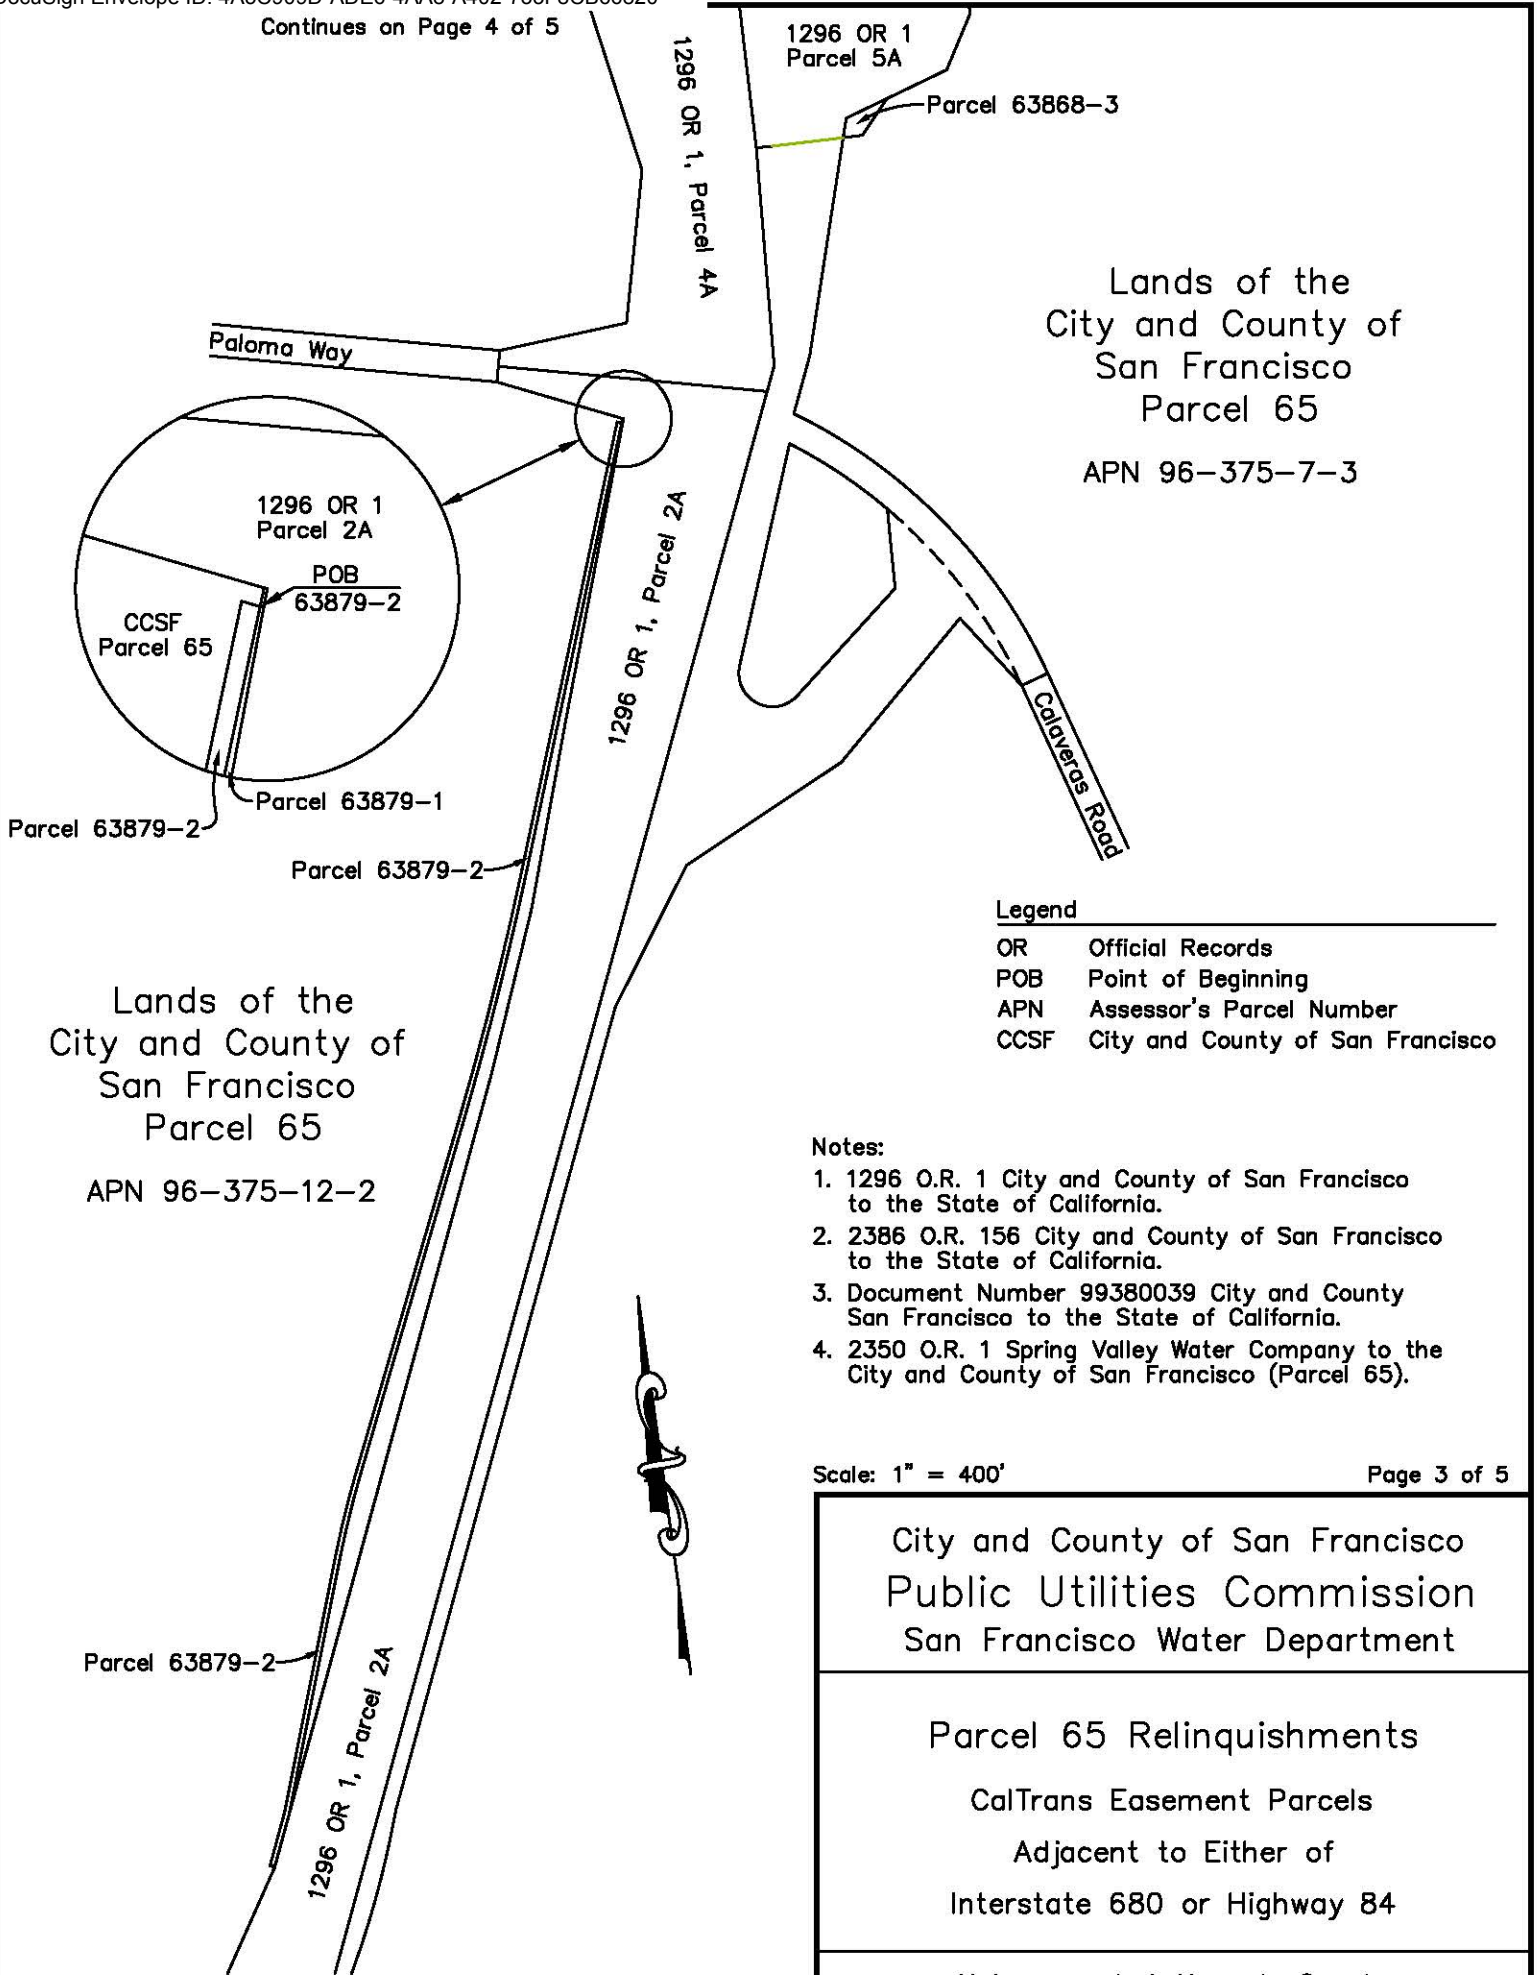 Continues on Page 4 of 5
1296 OR 1
Parcel 5A
Parcel 63868-3
1296 OR 1, Parcel 4A
Lands of the
City and County of
San Francisco
Parcel 65
APN 96-375-7-3
Paloma Way
1296 OR 1
Parcel 2A
POB
63879-2
CCSF
Parcel 65
Parcel 63879-1
Parcel 63879-2
1296 OR 1, Parcel 2A
Calaveras Road
Parcel 63879-2
Legend
OR Official Records
POB Point of Beginning
APN Assessor's Parcel Number
CCSF City and County of San Francisco
Lands of the
City and County of
San Francisco
Parcel 65
APN 96-375-12-2
Notes:
1. 1296 O.R. 1 City and County of San Francisco
to the State of California.
2. 2386 O.R. 156 City and County of San Francisco
to the State of California.
3. Document Number 99380039 City and County
San Francisco to the State of California.
4. 2350 O.R. 1 Spring Valley Water Company to the
City and County of San Francisco (Parcel 65).
Scale: 1" = 400'
Page 3 of 5
Parcel 63879-2
1296 OR 1, Parcel 2A
City and County of San Francisco
Public Utilities Commission
San Francisco Water Department
Parcel 65 Relinquishments
CalTrans Easement Parcels
Adjacent to Either of
Interstate 680 or Highway 84